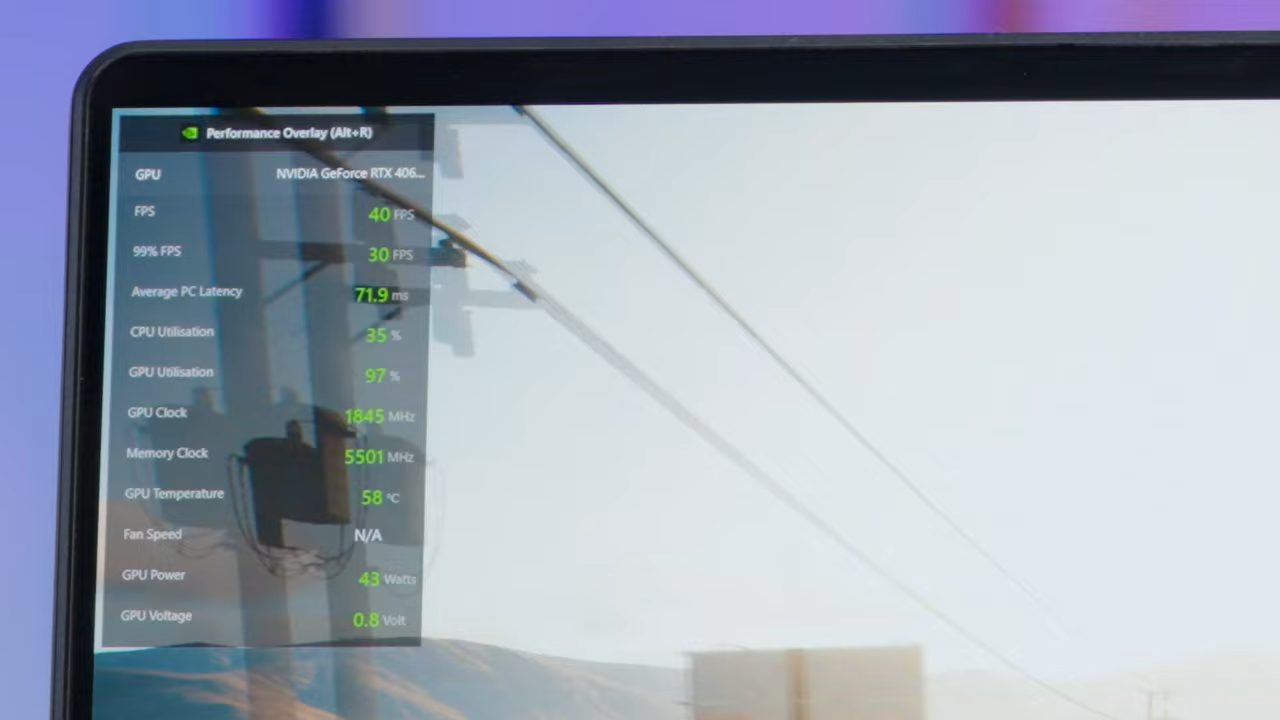 Performance Overlay (Alt+R)
GPU NVIDIA GeForce RTX 406...
FPS 40 FPS
99% FPS 30 FPS
Average PC Latency 71.9 ms
CPU Utilisation 35 %
GPU Utilisation 97 %
GPU Clock 1845 MHz
Memory Clock 5501 MHz
GPU Temperature 58 °C
Fan Speed N/A
GPU Power 43 Watts
GPU Voltage 0.8 Volt